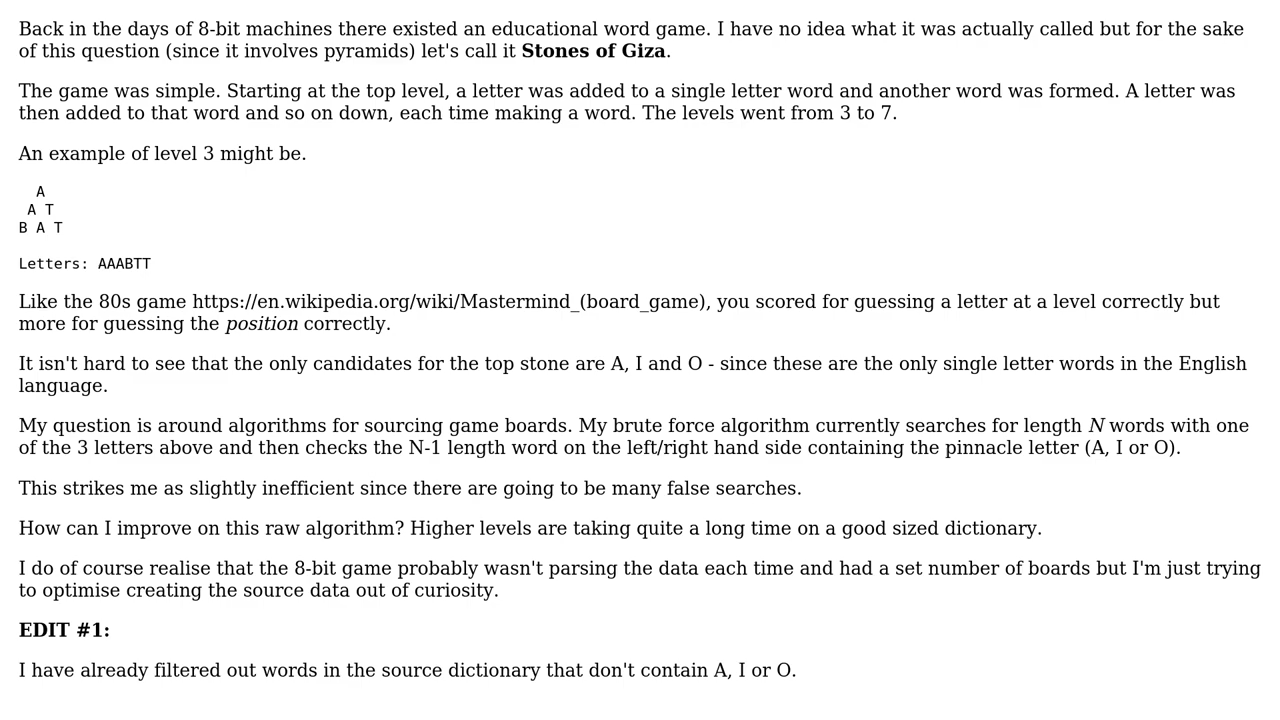 Back in the days of 8-bit machines there existed an educational word game. I have no idea what it was actually called but for the sake
of this question (since it involves pyramids) let's call it Stones of Giza.
The game was simple. Starting at the top level, a letter was added to a single letter word and another word was formed. A letter was
then added to that word and so on down, each time making a word. The levels went from 3 to 7.
An example of level 3 might be.
A
A T
B A T
Letters: AAABTT
Like the 80s game https://en.wikipedia.org/wiki/Mastermind_(board_game), you scored for guessing a letter at a level correctly but
more for guessing the position correctly.
It isn't hard to see that the only candidates for the top stone are A, I and O - since these are the only single letter words in the English
language.
My question is around algorithms for sourcing game boards. My brute force algorithm currently searches for length N words with one
of the 3 letters above and then checks the N-1 length word on the left/right hand side containing the pinnacle letter (A, I or O).
This strikes me as slightly inefficient since there are going to be many false searches.
How can I improve on this raw algorithm? Higher levels are taking quite a long time on a good sized dictionary.
I do of course realise that the 8-bit game probably wasn't parsing the data each time and had a set number of boards but I'm just trying
to optimise creating the source data out of curiosity.
EDIT #1:
I have already filtered out words in the source dictionary that don't contain A, I or O.